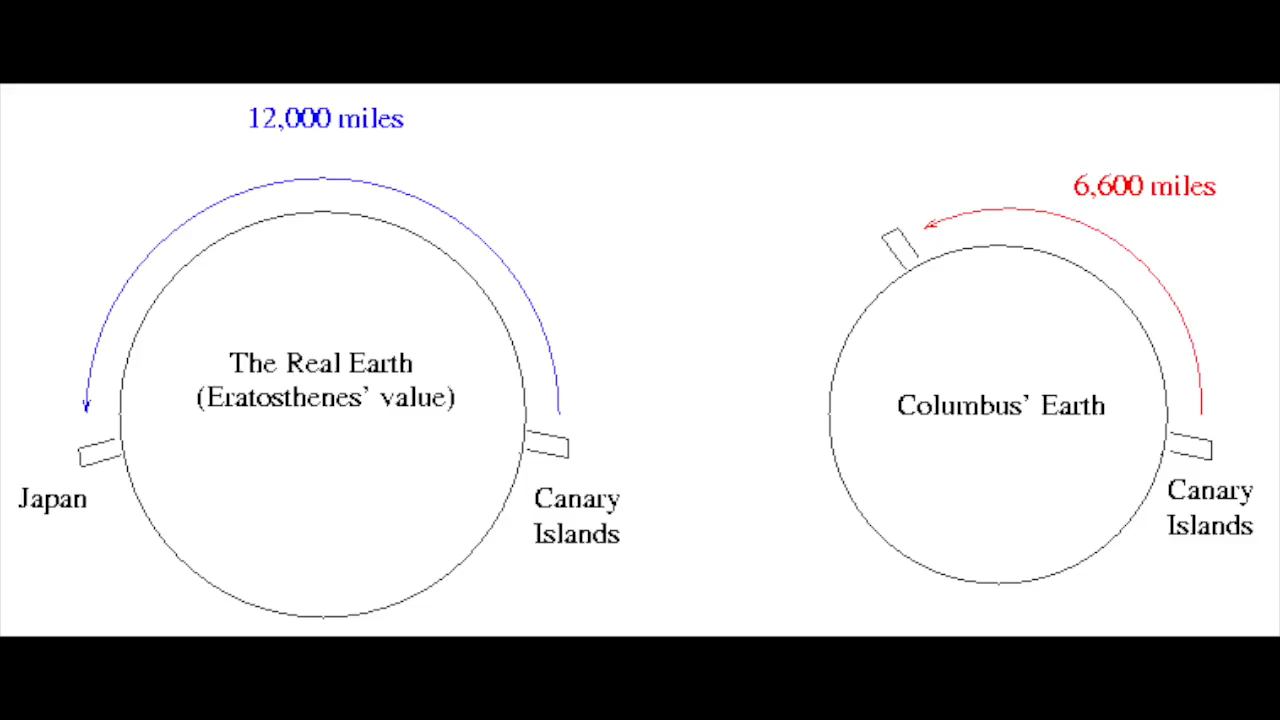 12,000 miles
The Real Earth
(Eratosthenes' value)
Japan
Canary
Islands
6,600 miles
Columbus' Earth
Canary
Islands